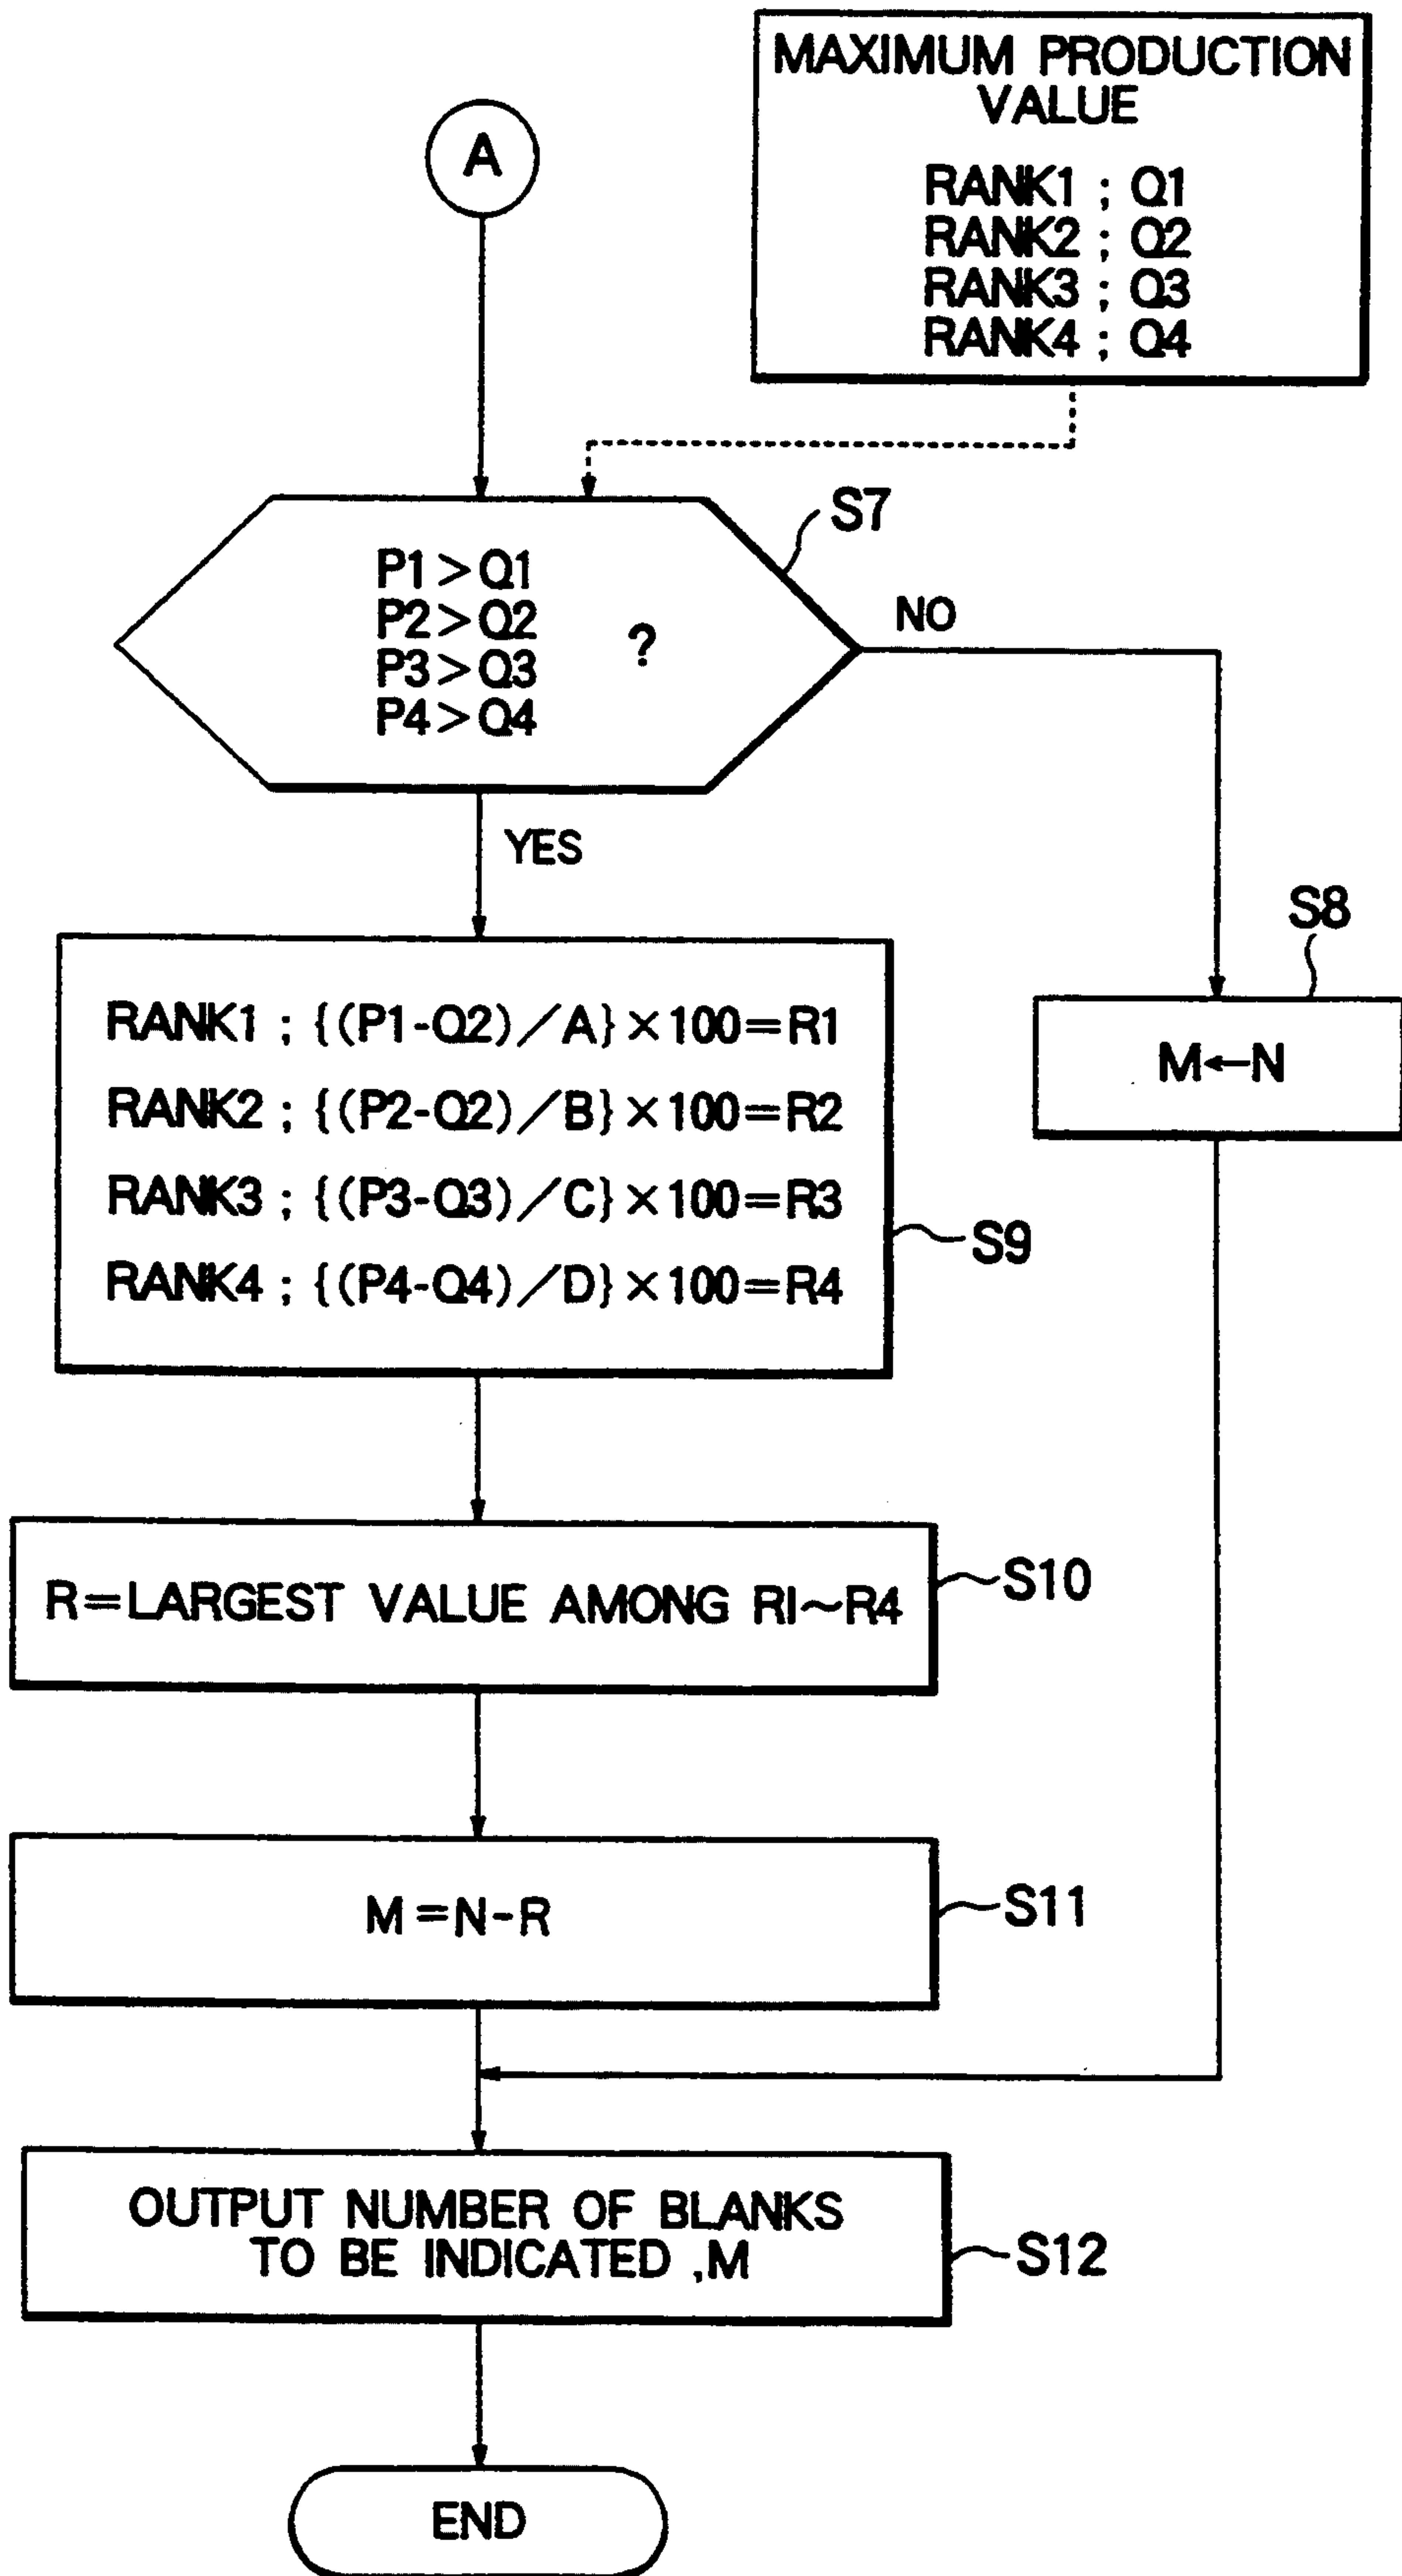 MAXIMUM PRODUCTION
VALUE
RANK1 ; Q1
RANK2 ; Q2
RANK3 ; Q3
RANK4 ; Q4
A
S7
P1>Q1
P2>Q2
P3>Q3
P4>Q4
?
NO
YES
S8
M←N
RANK1 ; {(P1-Q2)/A}×100=R1
RANK2 ; {(P2-Q2)/B}×100=R2
RANK3 ; {(P3-Q3)/C}×100=R3
RANK4 ; {(P4-Q4)/D}×100=R4
S9
R=LARGEST VALUE AMONG RI~R4
S10
M=N-R
S11
OUTPUT NUMBER OF BLANKS
TO BE INDICATED ,M
S12
END